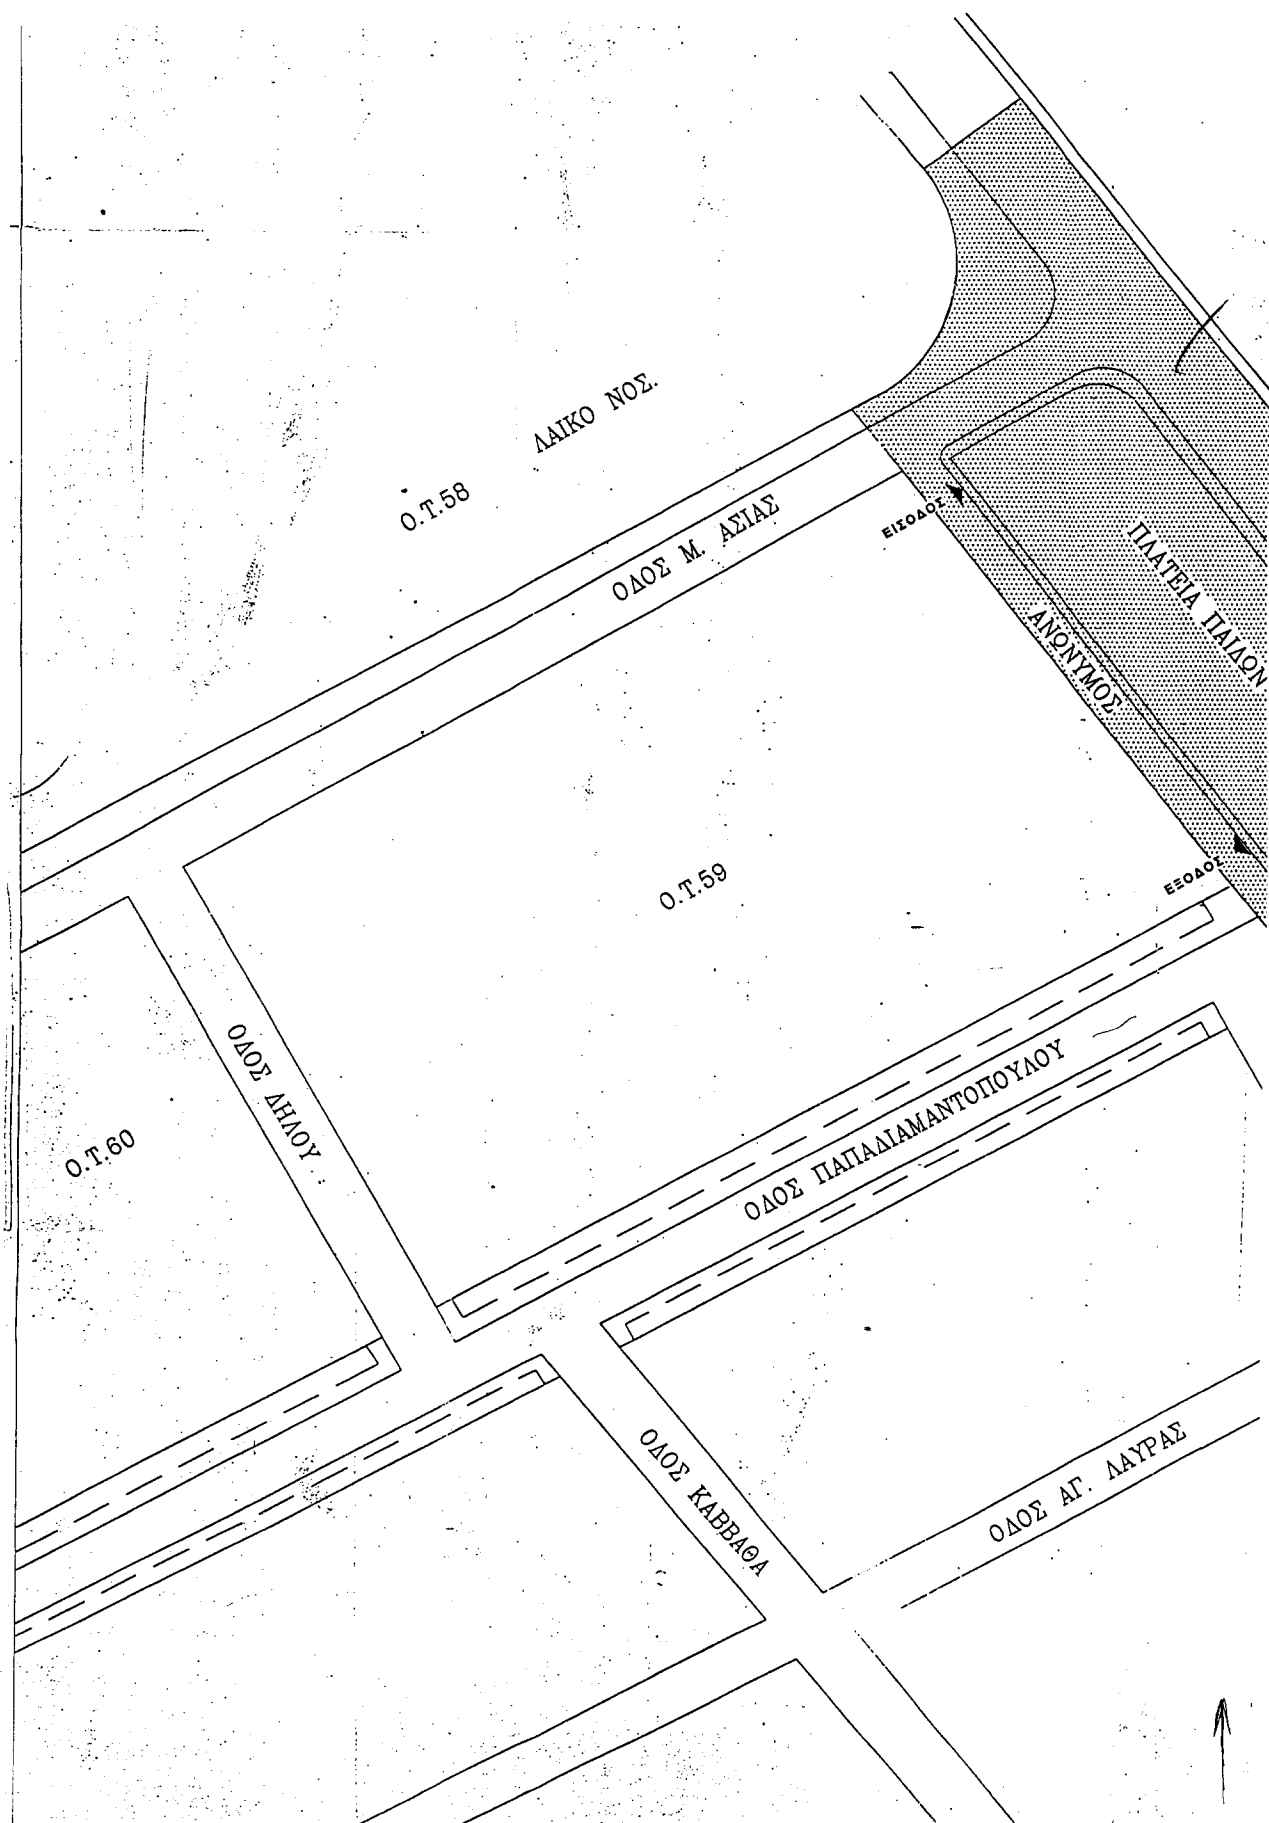 ΛΑΙΚΟ ΝΟΣ.
Ο.Τ.58
ΟΔΟΣ Μ. ΑΣΙΑΣ
ΕΙΣΟΔΟΣ
ΠΛΑΤΕΙΑ ΠΑΙΔΩΝ
ΑΝΩΝΥΜΟΣ
Ο.Τ.59
ΕΞΟΔΟΣ
ΟΔΟΣ ΔΗΛΟΥ
Ο.Τ.60
ΟΔΟΣ ΠΑΠΑΔΙΑΜΑΝΤΟΠΟΥΛΟΥ
ΟΔΟΣ ΚΑΒΒΑΘΑ
ΟΔΟΣ ΑΓ. ΛΑΥΡΑΣ